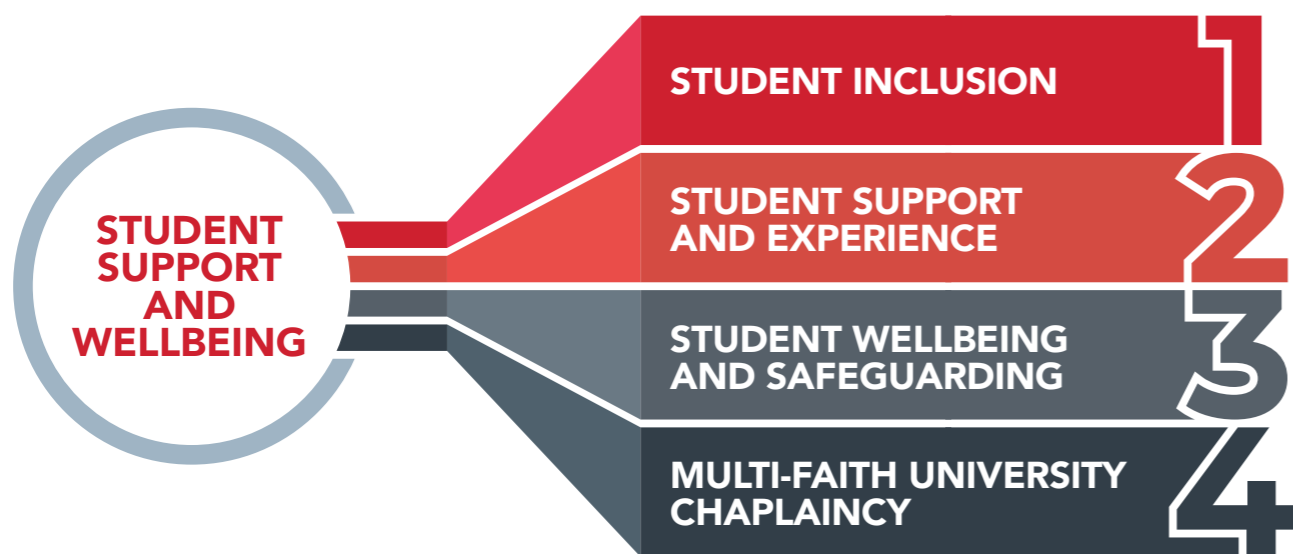 STUDENT
SUPPORT
AND
WELLBEING
STUDENT INCLUSION
1
STUDENT SUPPORT
AND EXPERIENCE
2
STUDENT WELLBEING
AND SAFEGUARDING
3
MULTI-FAITH UNIVERSITY
CHAPLAINCY
4